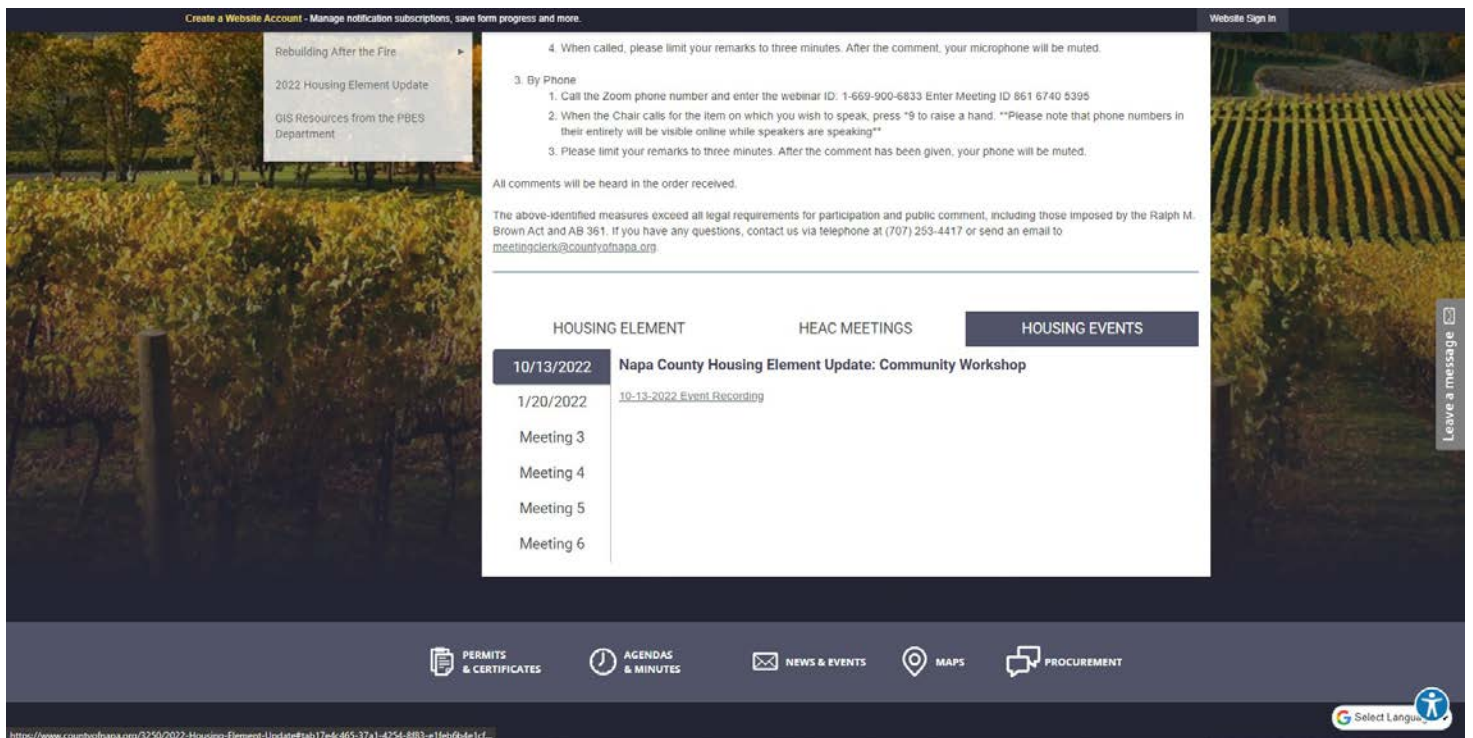 Create a Website Account - Manage notification subscriptions, save form progress and more.
Website Sign In
Rebuilding After the Fire
2022 Housing Element Update
GIS Resources from the PBES
Department
4. When called, please limit your remarks to three minutes. After the comment, your microphone will be muted.
3. By Phone
1. Call the Zoom phone number and enter the webinar ID: 1-669-900-6833 Enter Meeting ID 861 6740 5395
2. When the Chair calls for the item on which you wish to speak, press *9 to raise a hand. **Please note that phone numbers in
their entirety will be visible online while speakers are speaking**
3. Please limit your remarks to three minutes. After the comment has been given, your phone will be muted.
All comments will be heard in the order received.
The above-identified measures exceed all legal requirements for participation and public comment, including those imposed by the Ralph M.
Brown Act and AB 361. If you have any questions, contact us via telephone at (707) 253-4417 or send an email to
meetingclerk@countyofnapa.org.
HOUSING ELEMENT
HEAC MEETINGS
HOUSING EVENTS
10/13/2022
1/20/2022
Meeting 3
Meeting 4
Meeting 5
Meeting 6
Napa County Housing Element Update: Community Workshop
10-13-2022 Event Recording
Leave a message
PERMITS
& CERTIFICATES
AGENDAS
& MINUTES
NEWS & EVENTS
MAPS
PROCUREMENT
G Select Langu